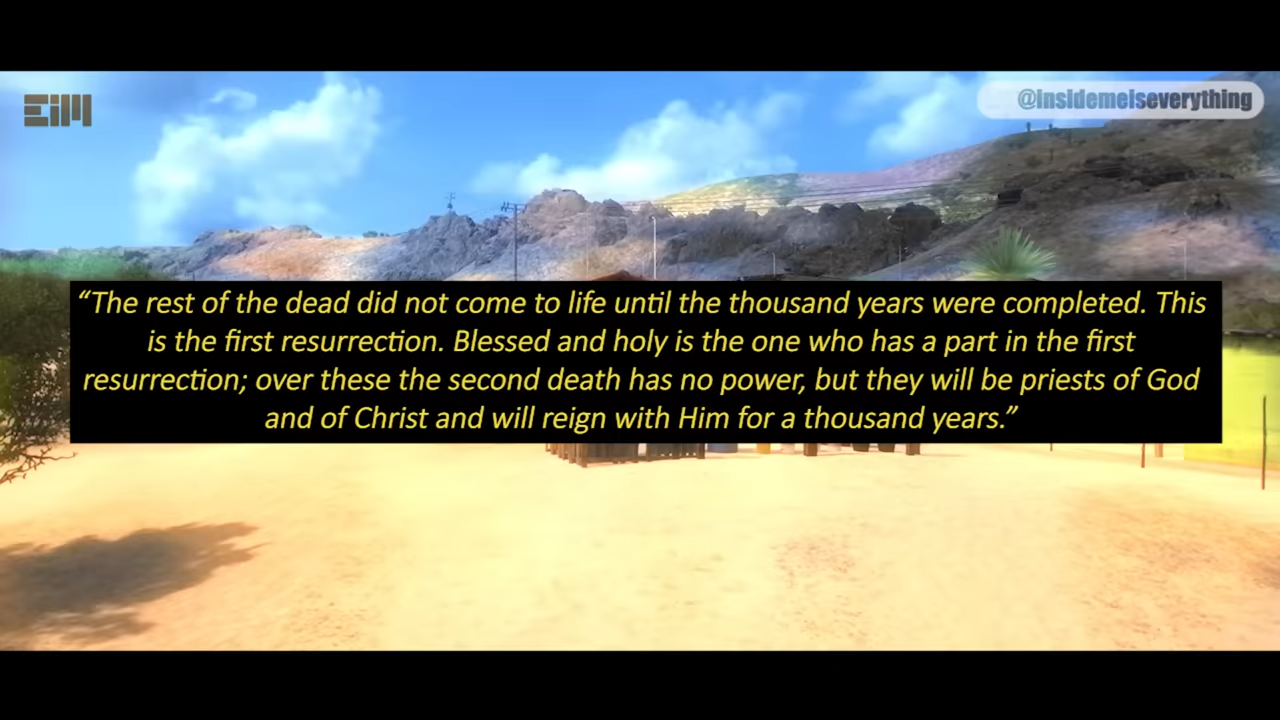 EiM
@Insidemeiseverything
“The rest of the dead did not come to life until the thousand years were completed. This
is the first resurrection. Blessed and holy is the one who has a part in the first
resurrection; over these the second death has no power, but they will be priests of God
and of Christ and will reign with Him for a thousand years.”